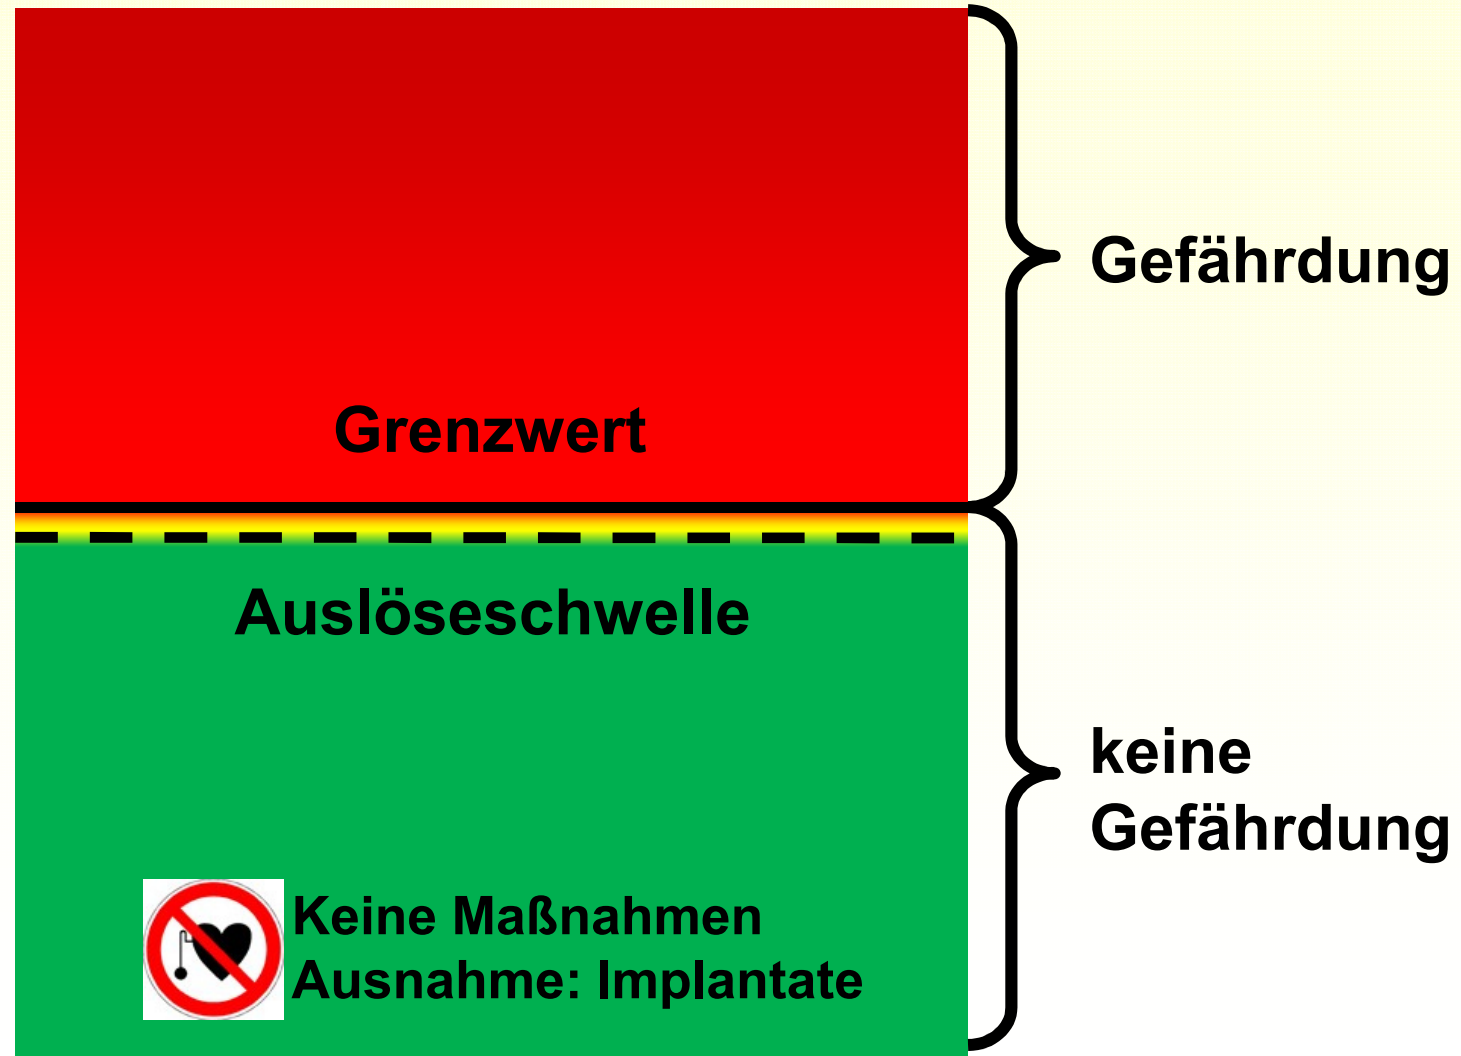 Gefährdung
Grenzwert
Auslöseschwelle
keine
Gefährdung
Keine Maßnahmen
Ausnahme: Implantate